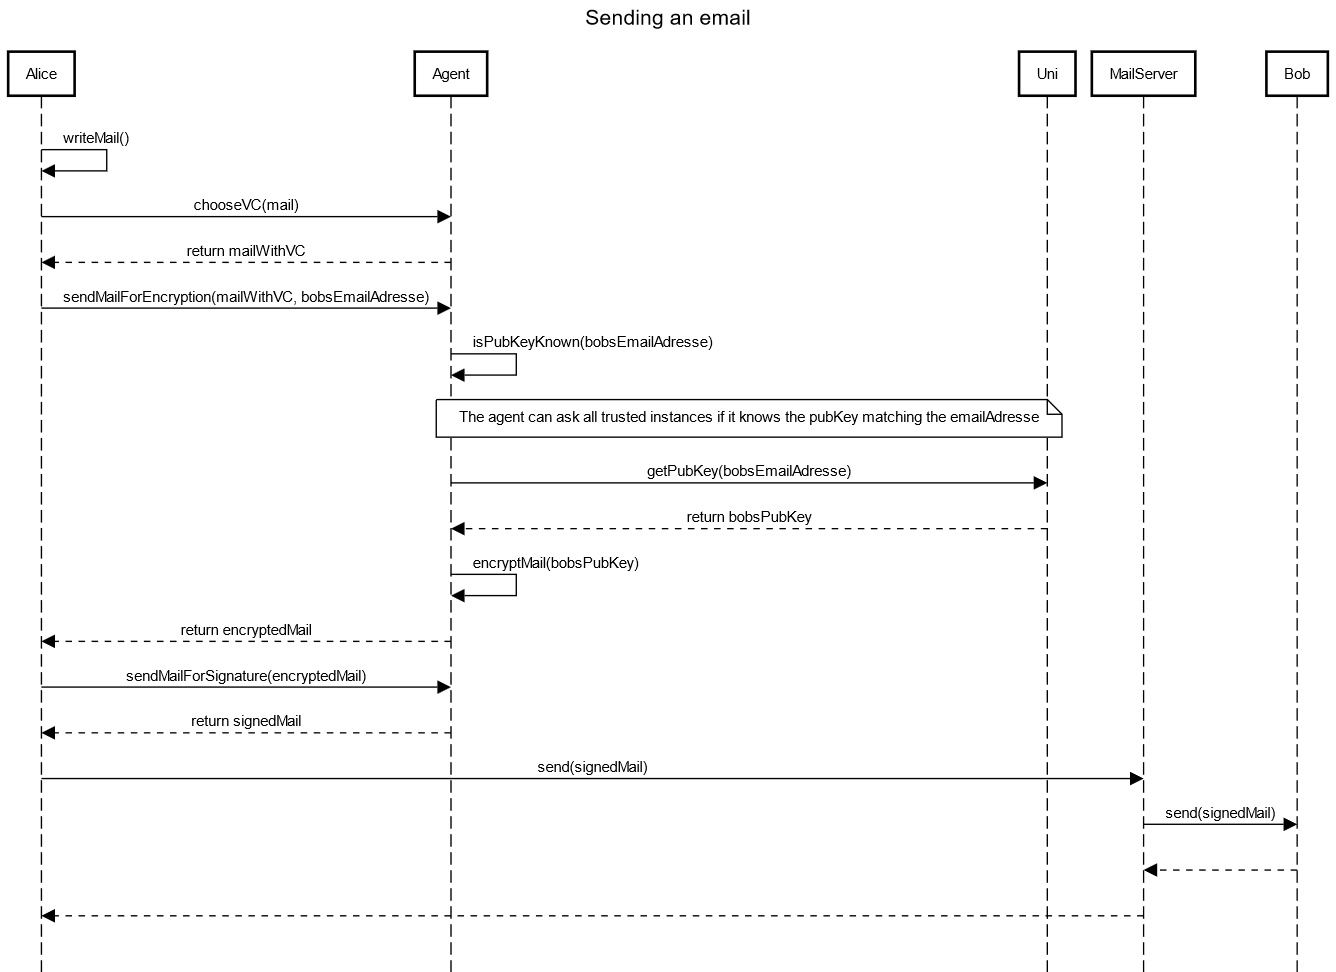 Sending an email
Alice
Agent
Uni
MailServer
Bob
writeMail()
chooseVC(mail)
return mailWithVC
sendMailForEncryption(mailWithVC, bobsEmailAdresse)
isPubKeyKnown(bobsEmailAdresse)
The agent can ask all trusted instances if it knows the pubKey matching the emailAdresse
getPubKey(bobsEmailAdresse)
return bobsPubKey
encryptMail(bobsPubKey)
return encryptedMail
sendMailForSignature(encryptedMail)
return signedMail
send(signedMail)
send(signedMail)